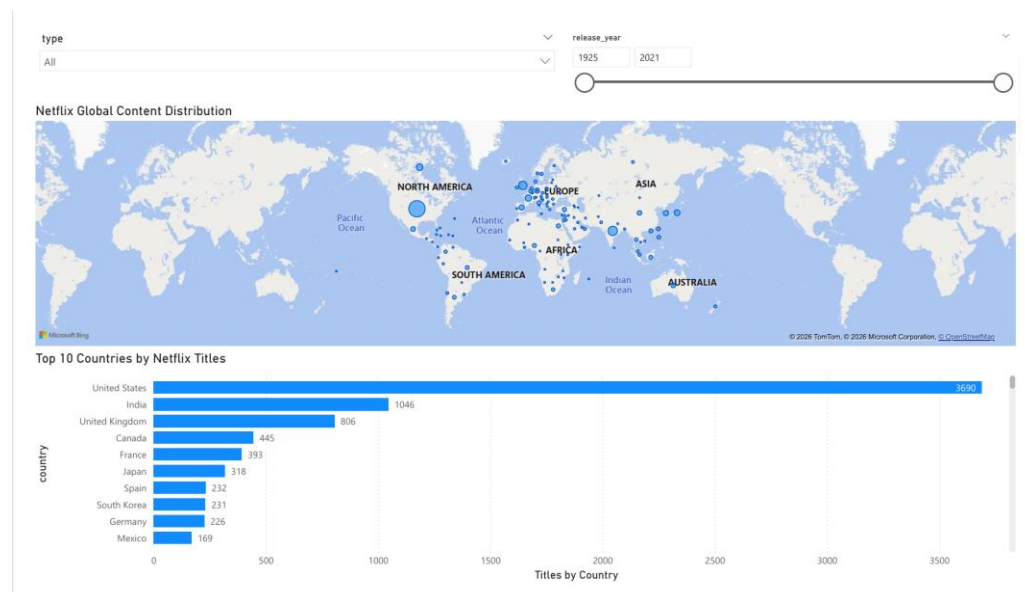 type
All
release_year
1925 2021
Netflix Global Content Distribution
NORTH AMERICA
EUROPE
ASIA
Pacific
Ocean
Atlantic
Ocean
AFRICA
SOUTH AMERICA
Indian
Ocean
AUSTRALIA
Microsoft Bing
© 2026 TomTom, © 2026 Microsoft Corporation, © OpenStreetMap
Top 10 Countries by Netflix Titles
country
United States 3690
India 1046
United Kingdom 806
Canada 445
France 393
Japan 318
Spain 232
South Korea 231
Germany 226
Mexico 169
0 500 1000 1500 2000 2500 3000 3500
Titles by Country